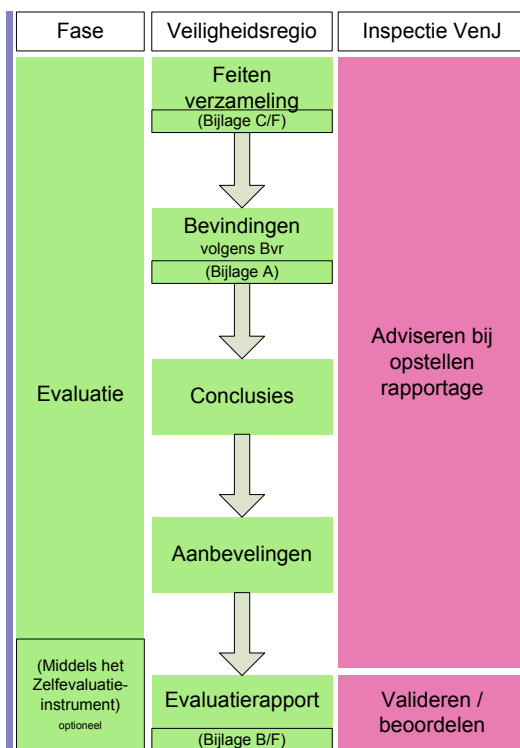 Fase
Veiligheidsregio
Inspectie VenJ
Feiten
verzameling
(Bijlage C/F)
Bevindingen
volgens Bvr
(Bijlage A)
Adviseren bij
opstellen
rapportage
Evaluatie
Conclusies
Aanbevelingen
(Middels het
Zelfevaluatie-
instrument)
optioneel
Evaluatierapport
(Bijlage B/F)
Valideren /
beoordelen